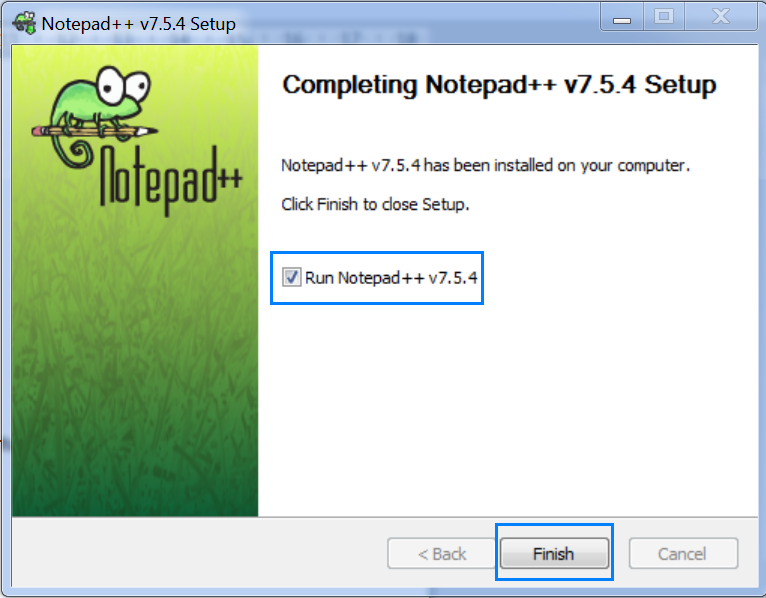 Notepad++ v7.5.4 Setup
Notepad++
Completing Notepad++ v7.5.4 Setup
Notepad++ v7.5.4 has been installed on your computer.
Click Finish to close Setup.
Run Notepad++ v7.5.4
< Back
Finish
Cancel